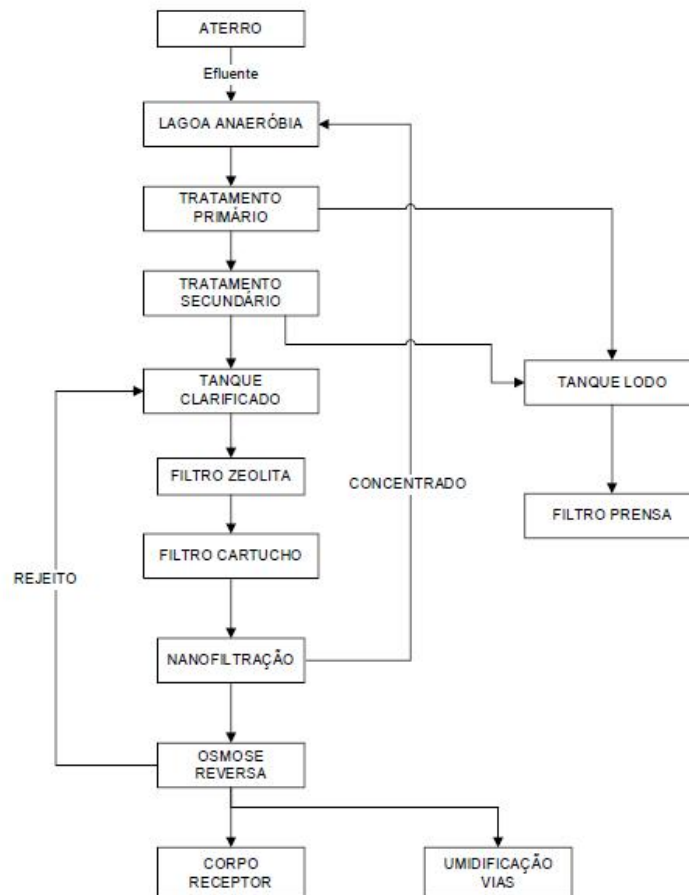 ATERRO
Efluente
LAGOA ANAERÓBIA
TRATAMENTO
PRIMÁRIO
TRATAMENTO
SECUNDÁRIO
TANQUE
CLARIFICADO
TANQUE LODO
FILTRO ZEOLITA
CONCENTRADO
FILTRO PRENSA
FILTRO CARTUCHO
REJEITO
NANOFILTRAÇÃO
OSMOSE
REVERSA
CORPO
RECEPTOR
UMIDIFICAÇÃO
VIAS